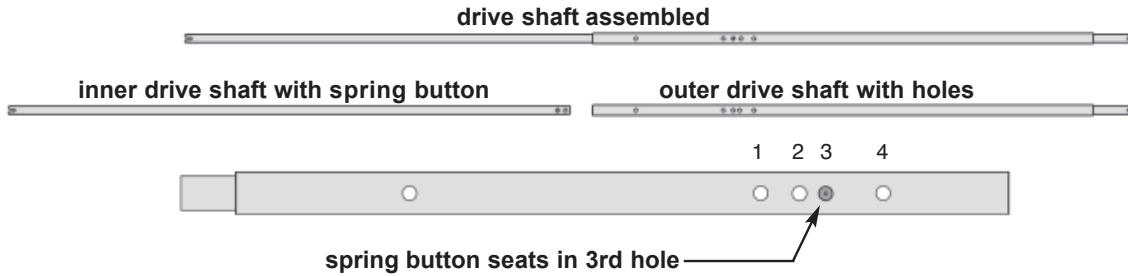 drive shaft assembled
inner drive shaft with spring button
outer drive shaft with holes
1 2 3 4
spring button seats in 3rd hole